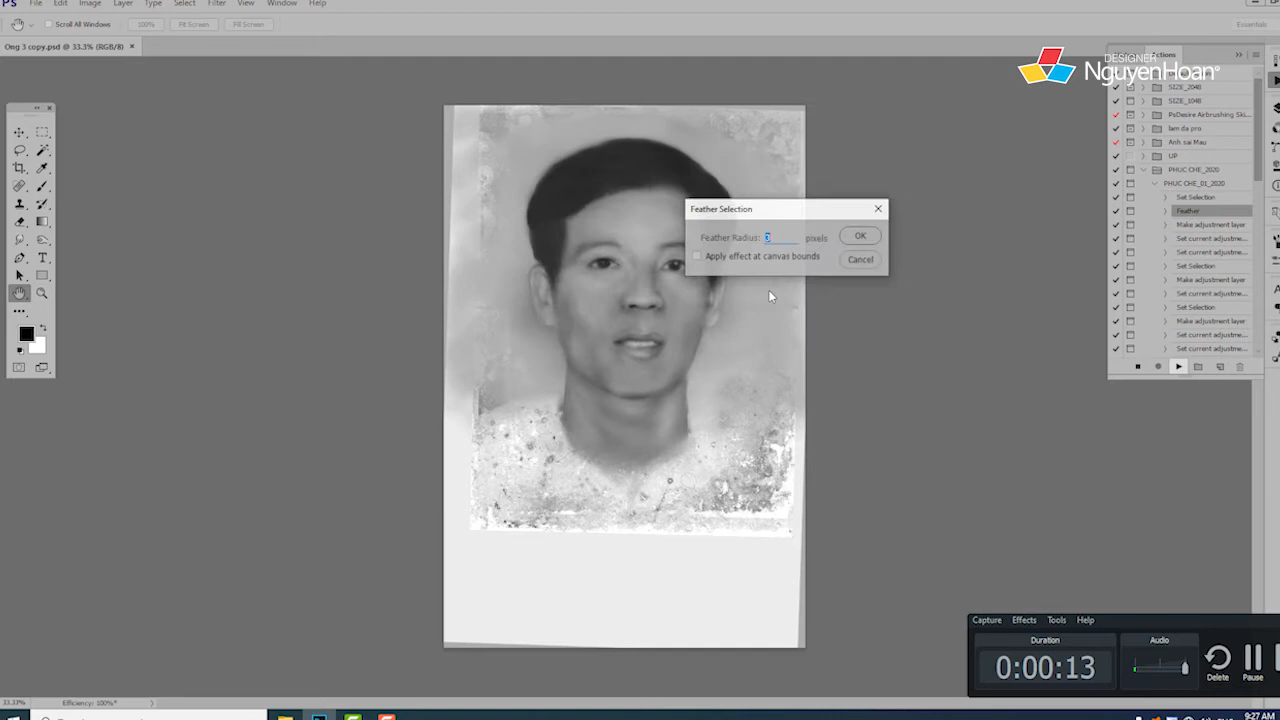 PS File Edit Image Layer Type Select Filter View Window Help
Scroll All Windows 100% Fit Screen Fill Screen
Essentials
Ong 3 copy.psd @ 33.3% (RGB/8) ×
Actions
DESIGNER
NguyenHoan
SIZE_2048
SIZE_1048
PsDesire Airbrushing Ski...
lam da pro
Anh sai Mau
UP
PHUC CHE_2020
PHUC CHE_01_2020
Set Selection
Feather
Make adjustment layer
Set current adjustme...
Set current adjustme...
Set Selection
Make adjustment layer
Set current adjustme...
Set Selection
Make adjustment layer
Set current adjustme...
Set current adjustme...
Feather Selection
Feather Radius: 3 pixels
OK
Apply effect at canvas bounds
Cancel
Capture Effects Tools Help
Duration
Audio
0:00:13
Delete
Pause
33.33% Efficiency: 100%*
9:27 AM